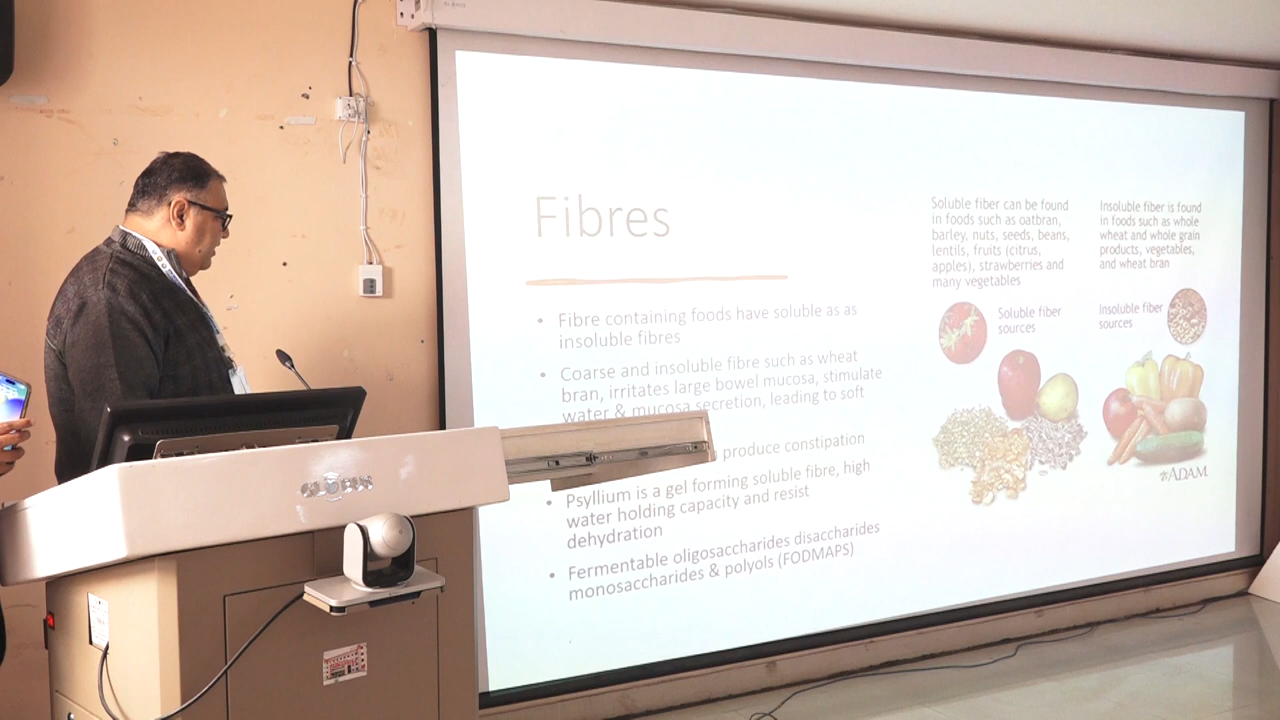 Fibres
• Fibre containing foods have soluble as as
insoluble fibres
• Coarse and insoluble fibre such as wheat
bran, irritates large bowel mucosa, stimulate
water & mucosa secretion, leading to soft
produce constipation
• Psyllium is a gel forming soluble fibre, high
water holding capacity and resist
dehydration
• Fermentable oligosaccharides disaccharides
monosaccharides & polyols (FODMAPS)
Soluble fiber can be found
in foods such as oatbran,
barley, nuts, seeds, beans,
lentils, fruits (citrus,
apples), strawberries and
many vegetables
Soluble fiber
sources
Insoluble fiber is found
in foods such as whole
wheat and whole grain
products, vegetables,
and wheat bran
Insoluble fiber
sources
ADAM.